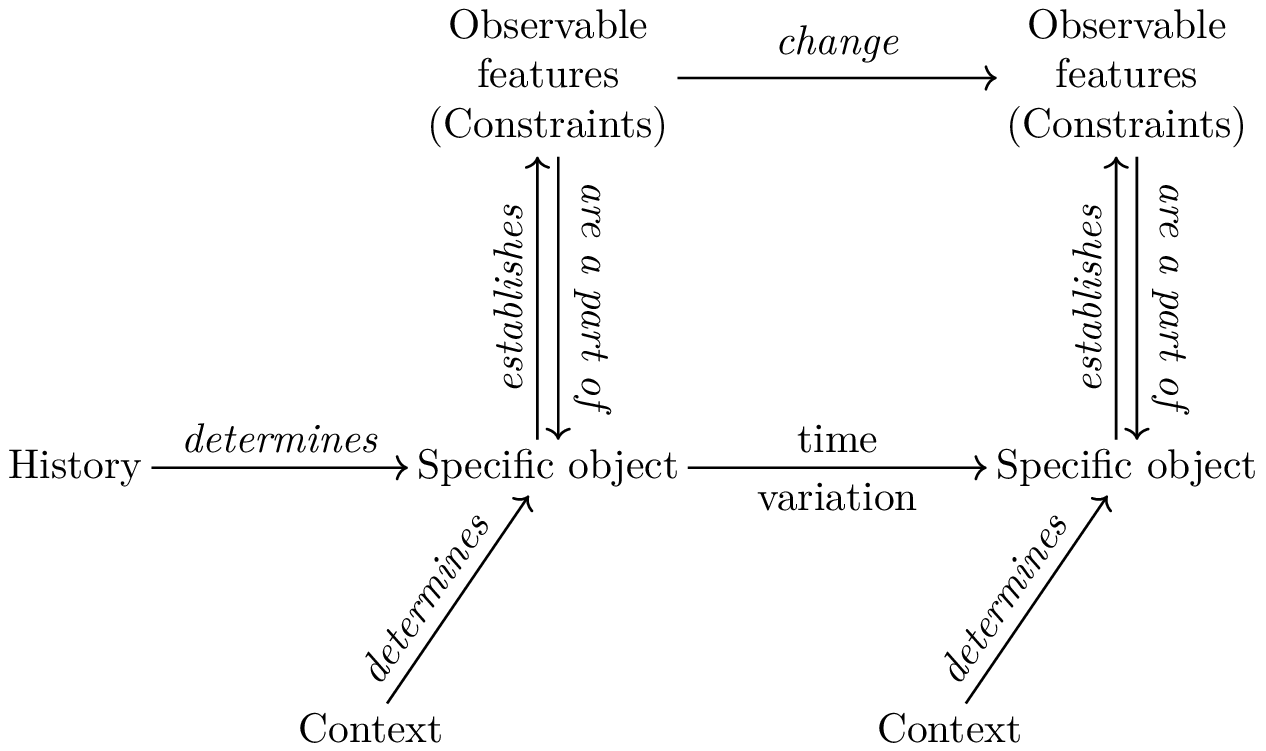 Observable
features
(Constraints)
change
Observable
features
(Constraints)
establishes
are a part of
establishes
are a part of
History
determines
Specific object
time
variation
Specific object
determines
determines
Context
Context